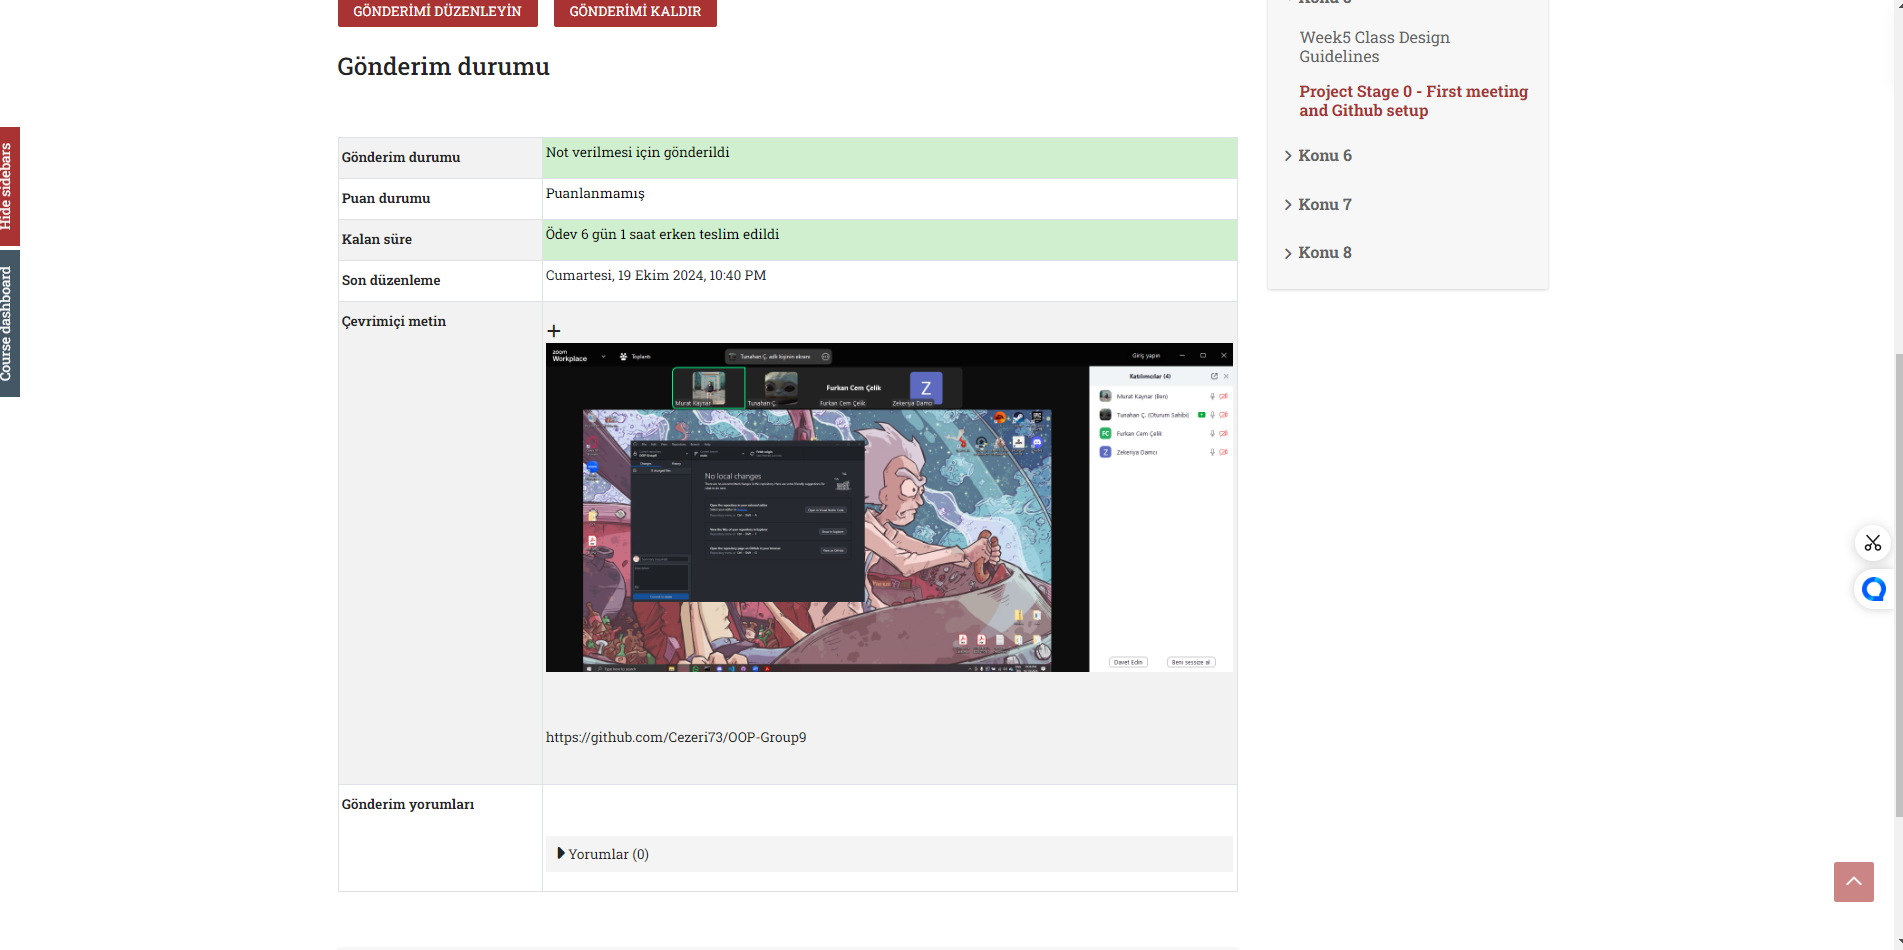 GÖNDERİMİ DÜZENLEYİN
GÖNDERİMİ KALDIR
Gönderim durumu
Gönderim durumu
Not verilmesi için gönderildi
Puan durumu
Puanlanmamış
Kalan süre
Ödev 6 gün 1 saat erken teslim edildi
Son düzenleme
Cumartesi, 19 Ekim 2024, 10:40 PM
Çevrimiçi metin
zoom
Workplace
Toplantı
Tunahan Ç. adlı kişinin ekranı
Giriş yapın
Murat Kaynar
Tunahan Ç.
Furkan Cem Çelik
Furkan Cem Çelik
Z
Zekeriya Damcı
Katılımcılar (4)
Murat Kaynar (Ben)
Tunahan Ç. (Oturum Sahibi)
FC
Furkan Cem Çelik
Z
Zekeriya Damcı
No local changes
Davet Edin
Beni sessize al
https://github.com/Cezeri73/OOP-Group9
Gönderim yorumları
Yorumlar (0)
Week5 Class Design
Guidelines
Project Stage 0 - First meeting
and Github setup
Konu 6
Konu 7
Konu 8
Hide sidebars
Course dashboard